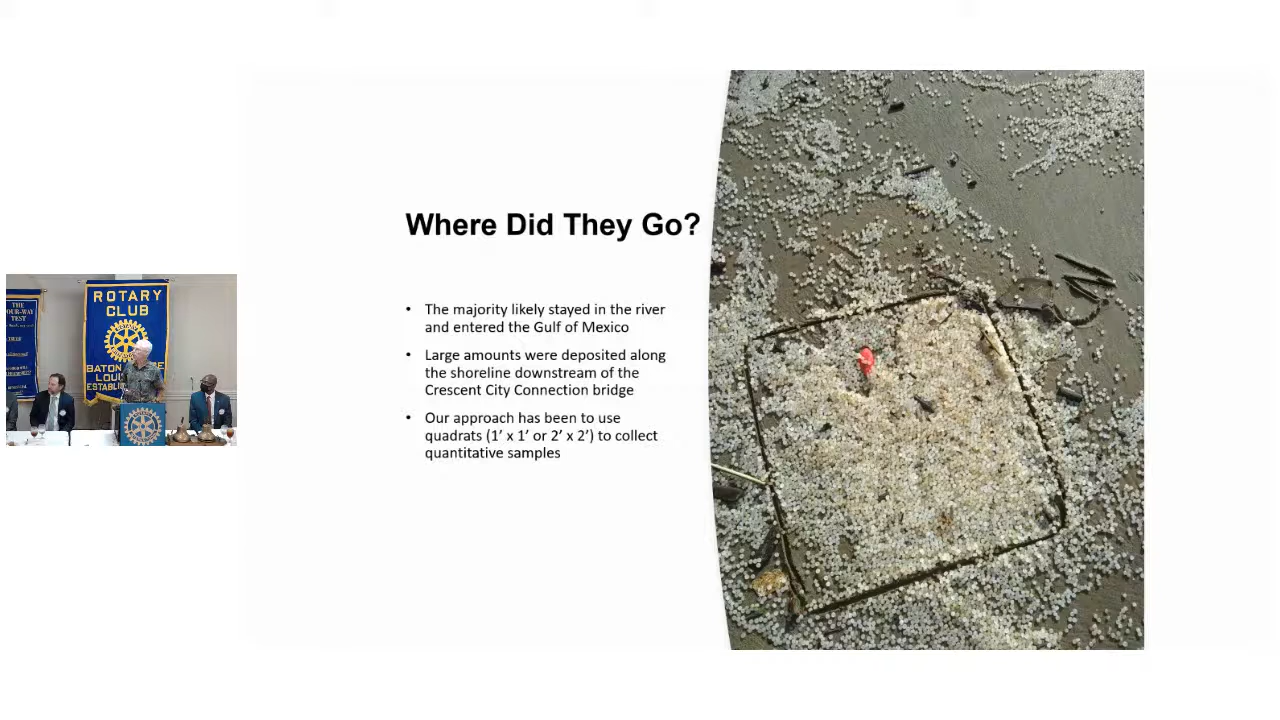 Where Did They Go?
• The majority likely stayed in the river
and entered the Gulf of Mexico
• Large amounts were deposited along
the shoreline downstream of the
Crescent City Connection bridge
• Our approach has been to use
quadrats (1’ x 1’ or 2’ x 2’) to collect
quantitative samples
THE
TEST
ROTARY
CLUB
BATON